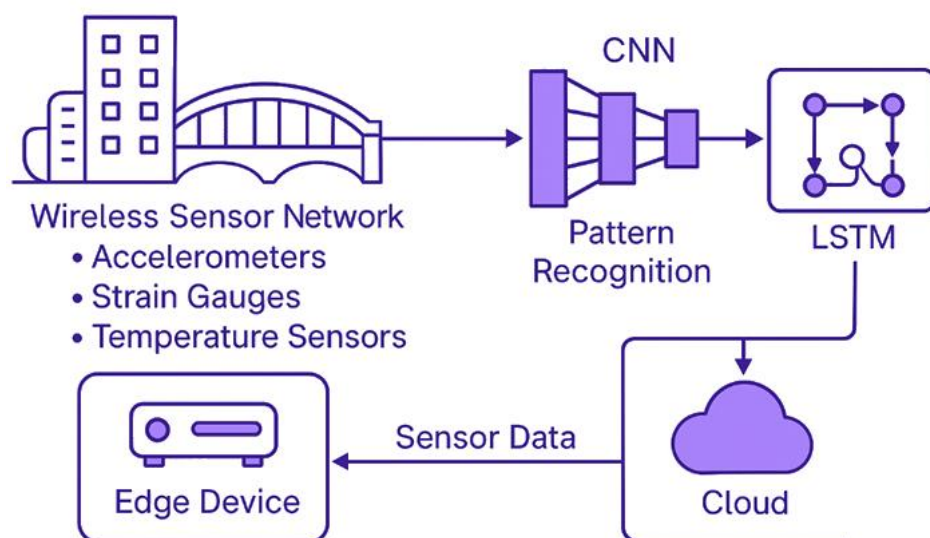 CNN
Wireless Sensor Network
• Accelerometers
• Strain Gauges
• Temperature Sensors
Pattern
Recognition
LSTM
Sensor Data
Edge Device
Cloud